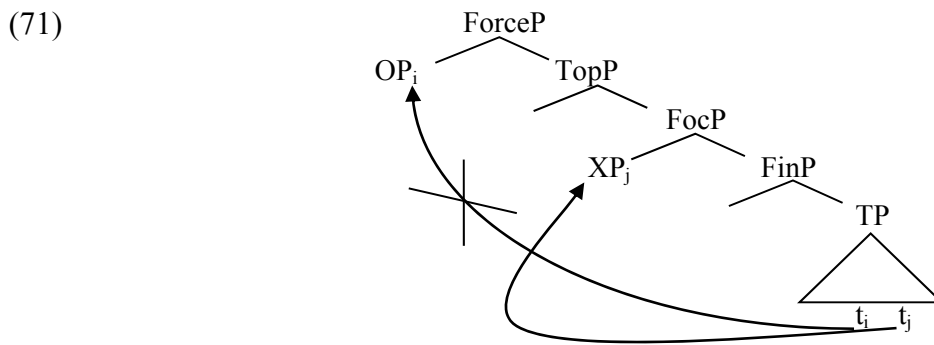 (71)
ForceP
OPᵢ TopP
FocP
XPⱼ FinP
TP
tᵢ tⱼ